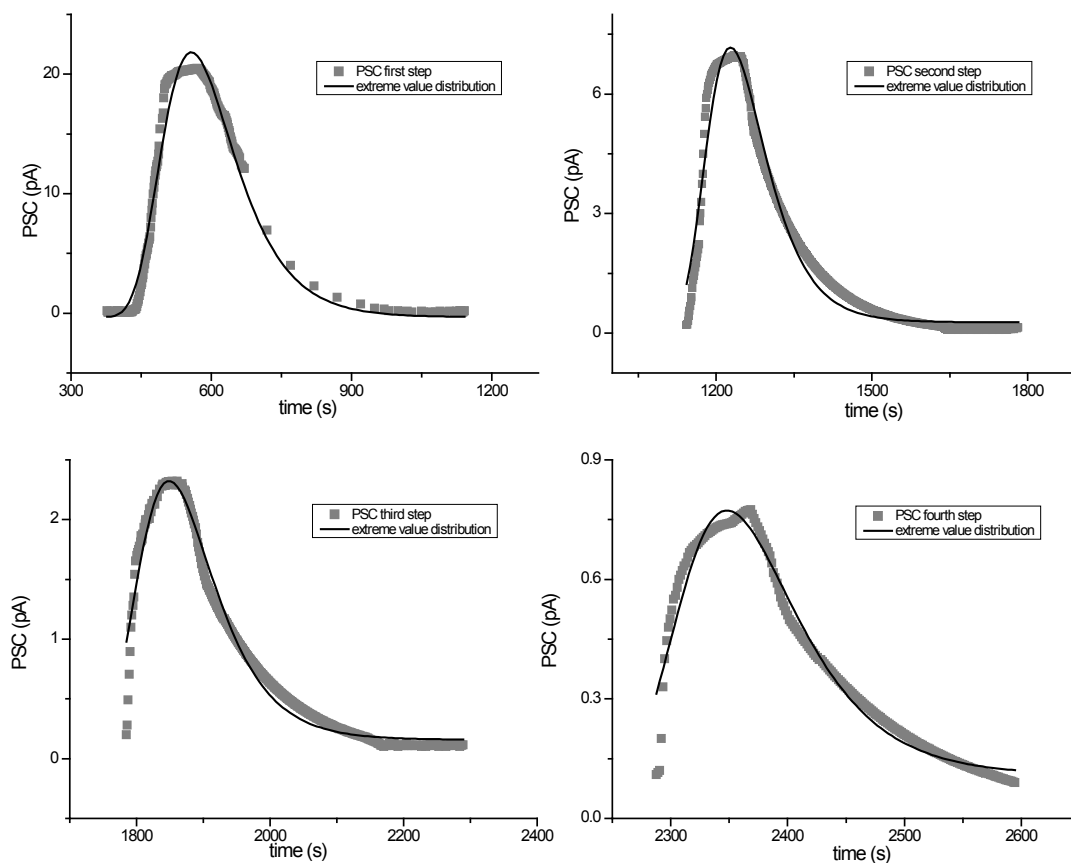 PSC first step
extreme value distribution
20
10
0
PSC (pA)
300
600
900
1200
time (s)
PSC second step
extreme value distribution
6
3
0
PSC (pA)
1200
1500
1800
time (s)
PSC third step
extreme value distribution
2
1
0
PSC (pA)
1800
2000
2200
2400
time (s)
PSC fourth step
extreme value distribution
0.9
0.6
0.3
0.0
PSC (pA)
2300
2400
2500
2600
time (s)